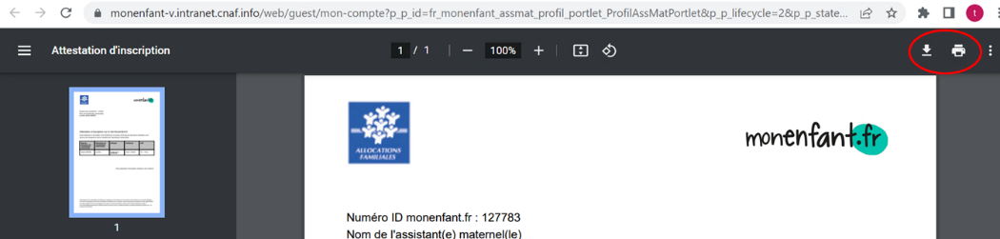 monenfant-v.intranet.cnaf.info/web/guest/mon-compte?p_p_id=fr_monenfant_assmat_profil_portlet_ProfilAssMatPortlet&p_p_lifecycle=2&p_p_state...
t
Attestation d'inscription
1 / 1
100%
ALLOCATIONS
FAMILIALES
monenfant.fr
Numéro ID monenfant.fr : 127783
Nom de l'assistant(e) maternel(le)
1